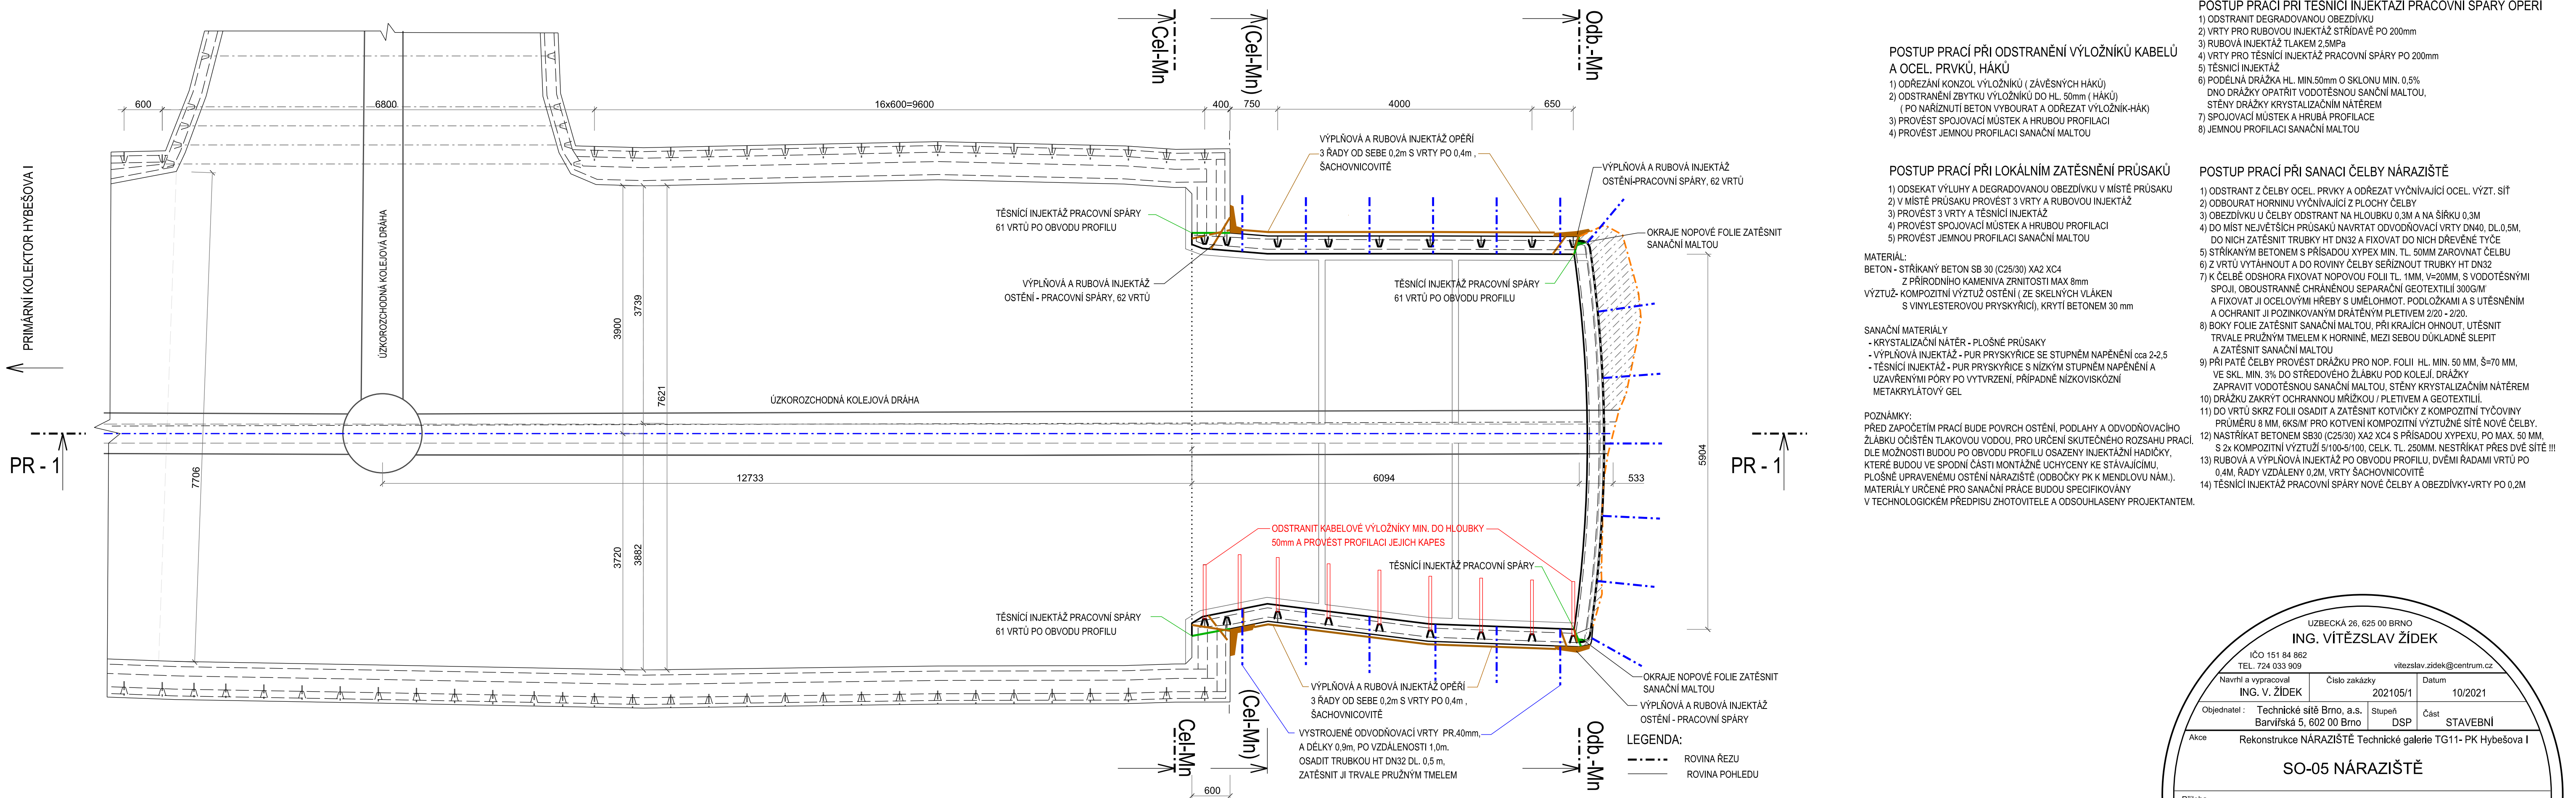 PRIMÁRNÍ KOLEKTOR HYBEŠOVA I
ÚZKOROZCHODNÁ KOLEJOVÁ DRÁHA
ÚZKOROZCHODNÁ KOLEJOVÁ DRÁHA
PR - 1
PR - 1
600
6800
16x600=9600
400
750
4000
650
7706
3900
3739
7621
3720
3882
12733
6094
533
5904
600
Cel-Mn
(Cel-Mn)
Odb.-Mn
Cel-Mn
(Cel-Mn)
Odb.-Mn
VÝPLŇOVÁ A RUBOVÁ INJEKTÁŽ OPĚŘÍ
3 ŘADY OD SEBE 0,2m S VRTY PO 0,4m ,
ŠACHOVNICOVITĚ
VÝPLŇOVÁ A RUBOVÁ INJEKTÁŽ
OSTĚNÍ-PRACOVNÍ SPÁRY, 62 VRTŮ
TĚSNÍCÍ INJEKTÁŽ PRACOVNÍ SPÁRY
61 VRTŮ PO OBVODU PROFILU
OKRAJE NOPOVÉ FOLIE ZATĚSNIT
SANAČNÍ MALTOU
VÝPLŇOVÁ A RUBOVÁ INJEKTÁŽ
OSTĚNÍ - PRACOVNÍ SPÁRY, 62 VRTŮ
TĚSNÍCÍ INJEKTÁŽ PRACOVNÍ SPÁRY
61 VRTŮ PO OBVODU PROFILU
ODSTRANIT KABELOVÉ VÝLOŽNÍKY MIN. DO HLOUBKY
50mm A PROVÉST PROFILACI JEJICH KAPES
TĚSNÍCÍ INJEKTÁŽ PRACOVNÍ SPÁRY
TĚSNÍCÍ INJEKTÁŽ PRACOVNÍ SPÁRY
61 VRTŮ PO OBVODU PROFILU
VÝPLŇOVÁ A RUBOVÁ INJEKTÁŽ OPĚŘÍ
3 ŘADY OD SEBE 0,2m S VRTY PO 0,4m ,
ŠACHOVNICOVITĚ
OKRAJE NOPOVÉ FOLIE ZATĚSNIT
SANAČNÍ MALTOU
VÝPLŇOVÁ A RUBOVÁ INJEKTÁŽ
OSTĚNÍ - PRACOVNÍ SPÁRY
VYSTROJENÉ ODVODŇOVACÍ VRTY PR.40mm,
A DÉLKY 0,9m, PO VZDÁLENOSTI 1,0m.
OSADIT TRUBKOU HT DN32 DL. 0,5 m,
ZATĚSNIT JI TRVALE PRUŽNÝM TMELEM
LEGENDA:
ROVINA ŘEZU
ROVINA POHLEDU
POSTUP PRACÍ PŘI ODSTRANĚNÍ VÝLOŽNÍKŮ KABELŮ
A OCEL. PRVKŮ, HÁKŮ
1) ODŘEZÁNÍ KONZOL VÝLOŽNÍKŮ ( ZÁVĚSNÝCH HÁKŮ)
2) ODSTRANĚNÍ ZBYTKU VÝLOŽNÍKŮ DO HL. 50mm ( HÁKŮ)
( PO NAŘÍZNUTÍ BETON VYBOURAT A ODŘEZAT VÝLOŽNÍK-HÁK)
3) PROVÉST SPOJOVACÍ MŮSTEK A HRUBOU PROFILACI
4) PROVÉST JEMNOU PROFILACI SANAČNÍ MALTOU
POSTUP PRACÍ PŘI LOKÁLNÍM ZATĚSNĚNÍ PRŮSAKŮ
1) ODSEKAT VÝLUHY A DEGRADOVANOU OBEZDÍVKU V MÍSTĚ PRŮSAKU
2) V MÍSTĚ PRŮSAKU PROVÉST 3 VRTY A RUBOVOU INJEKTÁŽ
3) PROVÉST 3 VRTY A TĚSNÍCÍ INJEKTÁŽ
4) PROVÉST SPOJOVACÍ MŮSTEK A HRUBOU PROFILACI
5) PROVÉST JEMNOU PROFILACI SANAČNÍ MALTOU
MATERIÁL:
BETON - STŘÍKANÝ BETON SB 30 (C25/30) XA2 XC4
Z PŘÍRODNÍHO KAMENIVA ZRNITOSTI MAX 8mm
VÝZTUŽ- KOMPOZITNÍ VÝZTUŽ OSTĚNÍ ( ZE SKELNÝCH VLÁKEN
S VINYLESTEROVOU PRYSKYŘICÍ), KRYTÍ BETONEM 30 mm
SANAČNÍ MATERIÁLY
- KRYSTALIZAČNÍ NÁTĚR - PLOŠNÉ PRŮSAKY
- VÝPLŇOVÁ INJEKTÁŽ - PUR PRYSKYŘICE SE STUPNĚM NAPĚNĚNÍ cca 2-2,5
- TĚSNÍCÍ INJEKTÁŽ - PUR PRYSKYŘICE S NÍZKÝM STUPNĚM NAPĚNĚNÍ A
UZAVŘENÝMI PÓRY PO VYTVRZENÍ, PŘÍPADNĚ NÍZKOVISKÓZNÍ
METAKRYLÁTOVÝ GEL
POZNÁMKY:
PŘED ZAPOČETÍM PRACÍ BUDE POVRCH OSTĚNÍ, PODLAHY A ODVODŇOVACÍHO
ŽLÁBKU OČIŠTĚN TLAKOVOU VODOU, PRO URČENÍ SKUTEČNÉHO ROZSAHU PRACÍ.
DLE MOŽNOSTI BUDOU PO OBVODU PROFILU OSAZENY INJEKTÁŽNÍ HADIČKY,
KTERÉ BUDOU VE SPODNÍ ČÁSTI MONTÁŽNĚ UCHYCENY KE STÁVAJÍCÍMU,
PLOŠNĚ UPRAVENÉMU OSTĚNÍ NÁRAZIŠTĚ (ODBOČKY PK K MENDLOVU NÁM.).
MATERIÁLY URČENÉ PRO SANAČNÍ PRÁCE BUDOU SPECIFIKOVÁNY
V TECHNOLOGICKÉM PŘEDPISU ZHOTOVITELE A ODSOUHLASENY PROJEKTANTEM.
POSTUP PRACÍ PŘI TĚSNÍCÍ INJEKTÁŽI PRACOVNÍ SPÁRY OPĚŘÍ
1) ODSTRANIT DEGRADOVANOU OBEZDÍVKU
2) VRTY PRO RUBOVOU INJEKTÁŽ STŘÍDAVĚ PO 200mm
3) RUBOVÁ INJEKTÁŽ TLAKEM 2,5MPa
4) VRTY PRO TĚSNÍCÍ INJEKTÁŽ PRACOVNÍ SPÁRY PO 200mm
5) TĚSNICÍ INJEKTÁŽ
6) PODÉLNÁ DRÁŽKA HL. MIN.50mm O SKLONU MIN. 0,5%
DNO DRÁŽKY OPATŘIT VODOTĚSNOU SANČNÍ MALTOU,
STĚNY DRÁŽKY KRYSTALIZAČNÍM NÁTĚREM
7) SPOJOVACÍ MŮSTEK A HRUBÁ PROFILACE
8) JEMNOU PROFILACI SANAČNÍ MALTOU
POSTUP PRACÍ PŘI SANACI ČELBY NÁRAZIŠTĚ
1) ODSTRANT Z ČELBY OCEL. PRVKY A ODŘEZAT VYČNÍVAJÍCÍ OCEL. VÝZT. SÍŤ
2) ODBOURAT HORNINU VYČNÍVAJÍCÍ Z PLOCHY ČELBY
3) OBEZDÍVKU U ČELBY ODSTRANT NA HLOUBKU 0,3M A NA ŠÍŘKU 0,3M
4) DO MÍST NEJVĚTŠÍCH PRŮSAKŮ NAVRTAT ODVODŇOVACÍ VRTY DN40, DL.0,5M,
DO NICH ZATĚSNIT TRUBKY HT DN32 A FIXOVAT DO NICH DŘEVĚNÉ TYČE
5) STŘÍKANÝM BETONEM S PŘÍSADOU XYPEX MIN. TL. 50MM ZAROVNAT ČELBU
6) Z VRTŮ VYTÁHNOUT A DO ROVINY ČELBY SEŘÍZNOUT TRUBKY HT DN32
7) K ČELBĚ ODSHORA FIXOVAT NOPOVOU FOLII TL. 1MM, V=20MM, S VODOTĚSNÝMI
SPOJI, OBOUSTRANNĚ CHRÁNĚNOU SEPARAČNÍ GEOTEXTILIÍ 300G/M²
A FIXOVAT JI OCELOVÝMI HŘEBY S UMĚLOHMOT. PODLOŽKAMI A S UTĚSNĚNÍM
A OCHRANIT JI POZINKOVANÝM DRÁTĚNÝM PLETIVEM 2/20 - 2/20.
8) BOKY FOLIE ZATĚSNIT SANAČNÍ MALTOU, PŘI KRAJÍCH OHNOUT, UTĚSNIT
TRVALE PRUŽNÝM TMELEM K HORNINĚ, MEZI SEBOU DŮKLADNĚ SLEPIT
A ZATĚSNIT SANAČNÍ MALTOU
9) PŘI PATĚ ČELBY PROVÉST DRÁŽKU PRO NOP. FOLII HL. MIN. 50 MM, Š=70 MM,
VE SKL. MIN. 3% DO STŘEDOVÉHO ŽLÁBKU POD KOLEJÍ. DRÁŽKY
ZAPRAVIT VODOTĚSNOU SANAČNÍ MALTOU, STĚNY KRYSTALIZAČNÍM NÁTĚREM
10) DRÁŽKU ZAKRÝT OCHRANNOU MŘÍŽKOU / PLETIVEM A GEOTEXTILIÍ.
11) DO VRTŮ SKRZ FOLII OSADIT A ZATĚSNIT KOTVIČKY Z KOMPOZITNÍ TYČOVINY
PRŮMĚRU 8 MM, 6KS/M² PRO KOTVENÍ KOMPOZITNÍ VÝZTUŽNÉ SÍTĚ NOVÉ ČELBY.
12) NASTŘÍKAT BETONEM SB30 (C25/30) XA2 XC4 S PŘÍSADOU XYPEXU, PO MAX. 50 MM,
S 2x KOMPOZITNÍ VÝZTUŽÍ 5/100-5/100, CELK. TL. 250MM. NESTŘÍKAT PŘES DVĚ SÍTĚ !!!
13) RUBOVÁ A VÝPLŇOVÁ INJEKTÁŽ PO OBVODU PROFILU, DVĚMI ŘADAMI VRTŮ PO
0,4M, ŘADY VZDÁLENY 0,2M, VRTY ŠACHOVNICOVITĚ
14) TĚSNÍCÍ INJEKTÁŽ PRACOVNÍ SPÁRY NOVÉ ČELBY A OBEZDÍVKY-VRTY PO 0,2M
UZBECKÁ 26, 625 00 BRNO
ING. VÍTĚZSLAV ŽÍDEK
IČO 151 84 862
TEL. 724 033 909 vitezslav.zidek@centrum.cz
Navrhl a vypracoval Číslo zakázky Datum
ING. V. ŽÍDEK 202105/1 10/2021
Objednatel : Technické sítě Brno, a.s. Stupeň Část
Barvířská 5, 602 00 Brno DSP STAVEBNÍ
Akce Rekonstrukce NÁRAZIŠTĚ Technické galerie TG11- PK Hybešova I
SO-05 NÁRAZIŠTĚ